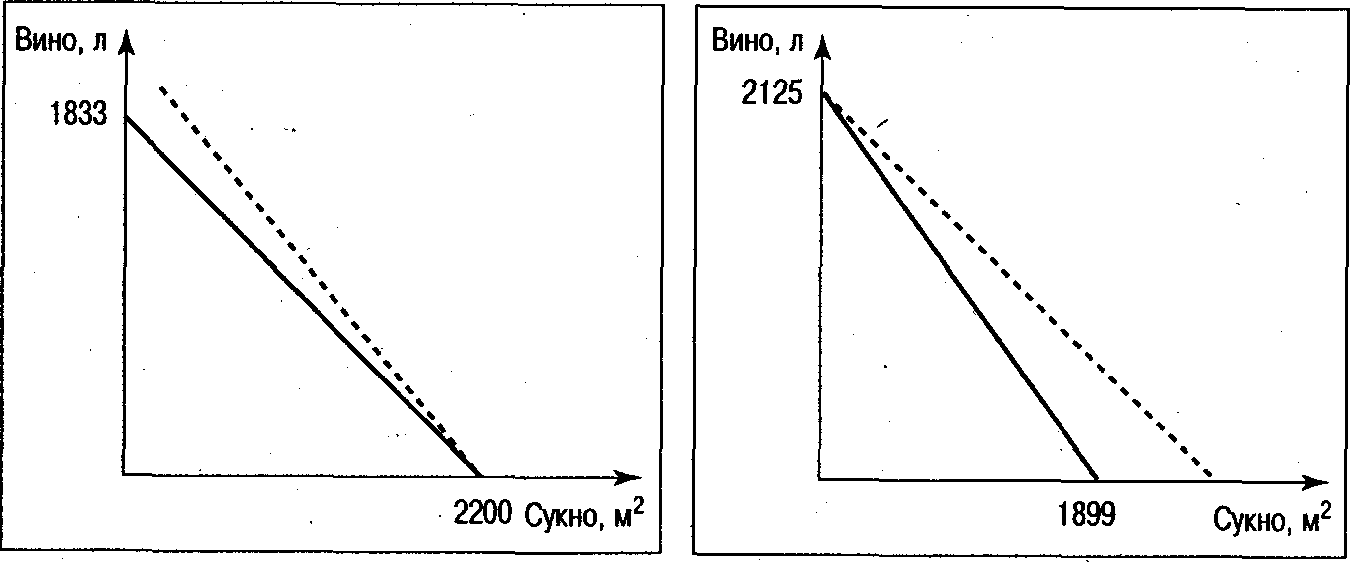 Вино, л
1833
2200 Сукно, м²
Вино, л
2125
1899
Сукно, м²